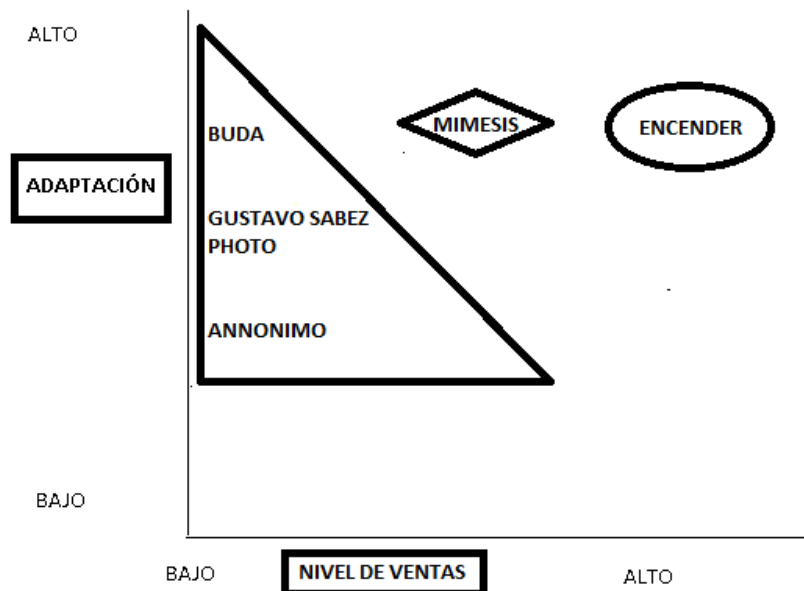 ALTO
MIMESIS
ENCENDER
BUDA
ADAPTACIÓN
GUSTAVO SABEZ
PHOTO
ANNONIMO
BAJO
BAJO
NIVEL DE VENTAS
ALTO